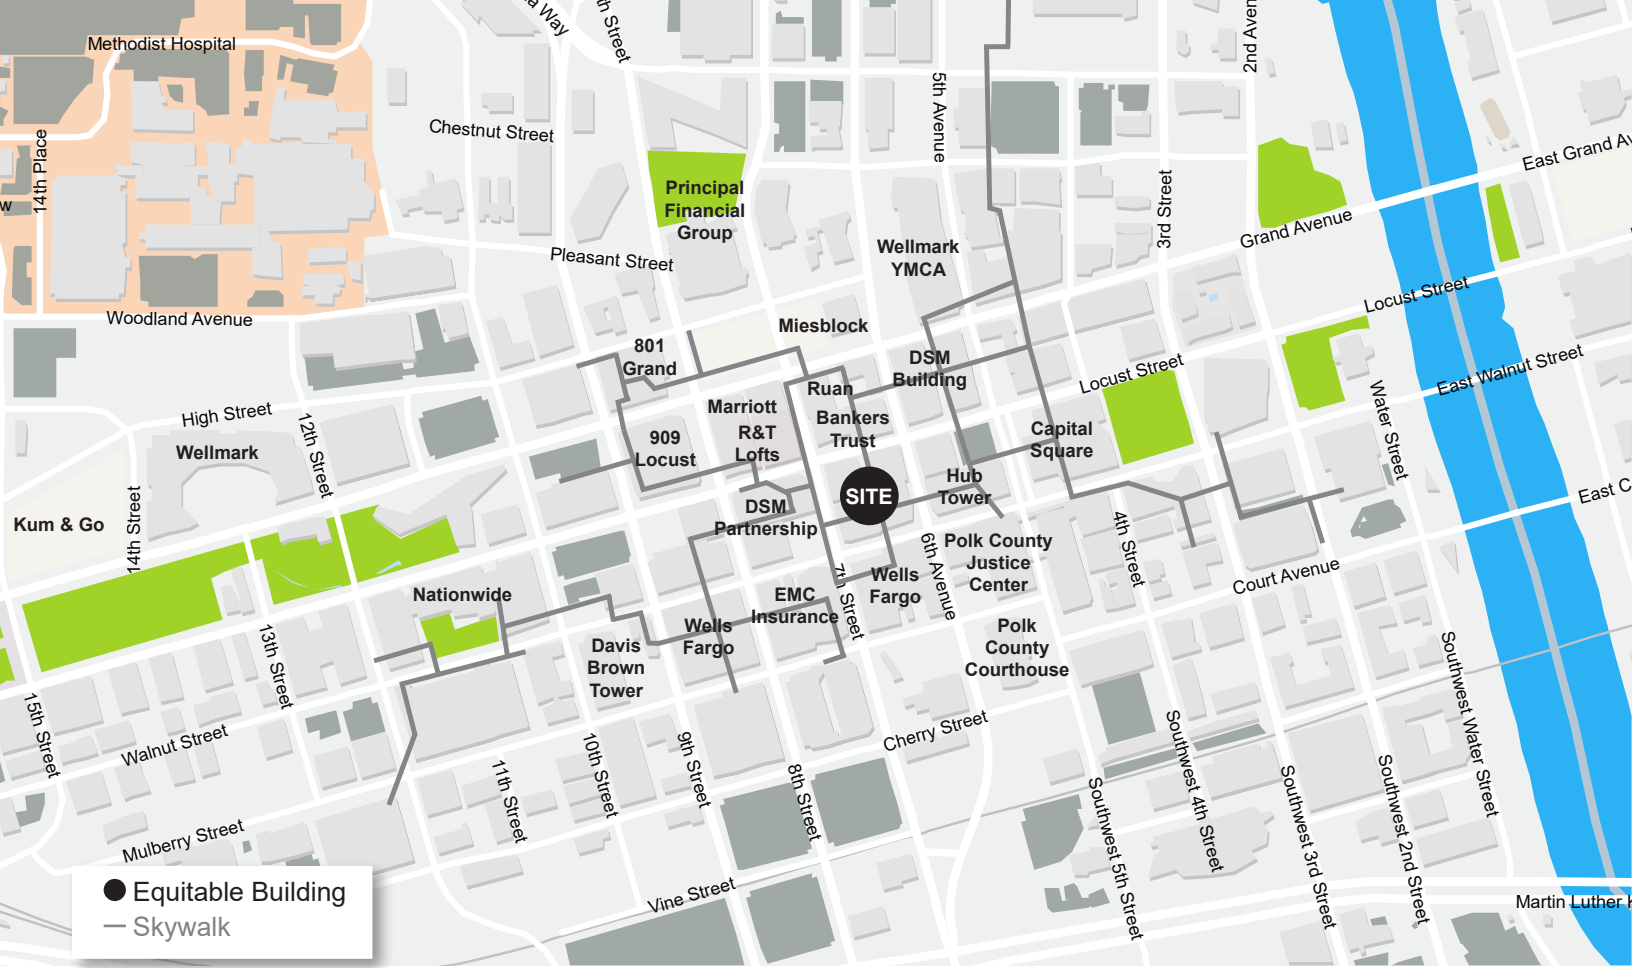 Methodist Hospital
Way
Street
2nd Aven
14th Place
Chestnut Street
5th Avenue
Principal
Financial
Group
Pleasant Street
Wellmark
YMCA
3rd Street
Grand Avenue
East Grand Av
Locust Street
Woodland Avenue
Miesblock
801
Grand
DSM
Building
Ruan
Locust Street
East Walnut Street
Water Street
High Street
12th Street
Wellmark
Marriott
R&T
Lofts
Bankers
Trust
909
Locust
Capital
Square
SITE
Hub
Tower
East C
14th Street
Kum & Go
DSM
Partnership
4th Street
6th Avenue
Polk County
Justice
Center
Court Avenue
7th Street
Wells
Fargo
Nationwide
EMC
Insurance
Wells
Fargo
Davis
Brown
Tower
Polk
County
Courthouse
13th Street
15th Street
Walnut Street
Cherry Street
Southwest Water Street
11th Street
10th Street
9th Street
8th Street
Southwest 5th Street
Southwest 4th Street
Southwest 3rd Street
Southwest 2nd Street
Mulberry Street
Vine Street
Martin Luther K
Equitable Building
Skywalk